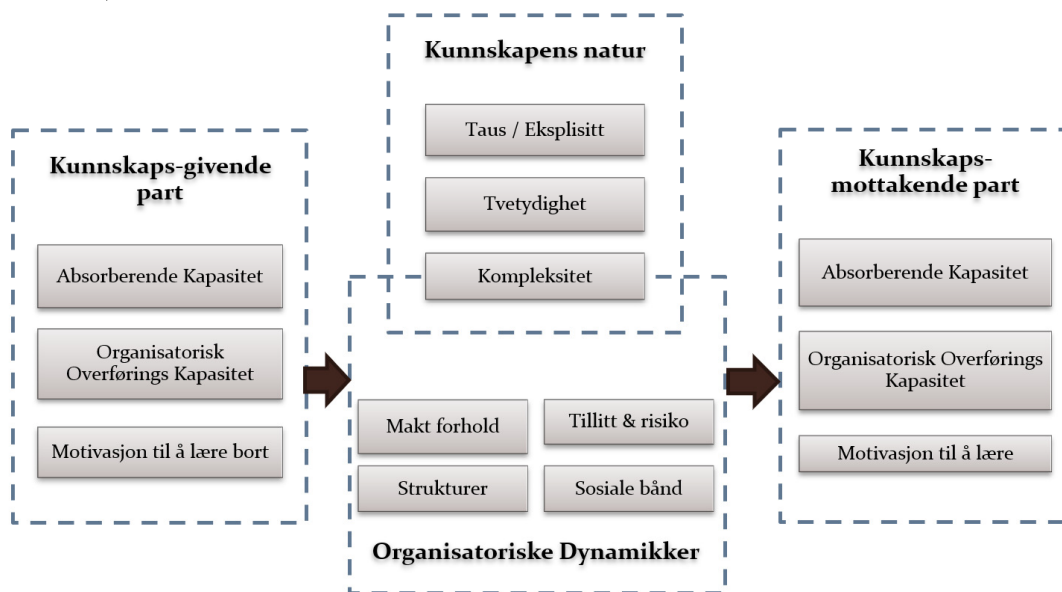 Kunnskapens natur
Taus / Eksplisitt
Tvetydighet
Kompleksitet
Kunnskaps-givende
part
Absorberende Kapasitet
Organisatorisk
Overførings Kapasitet
Motivasjon til å lære bort
Makt forhold
Tillitt & risiko
Strukturer
Sosiale bånd
Organisatoriske Dynamikker
Kunnskaps-
mottakende part
Absorberende Kapasitet
Organisatorisk Overførings
Kapasitet
Motivasjon til å lære